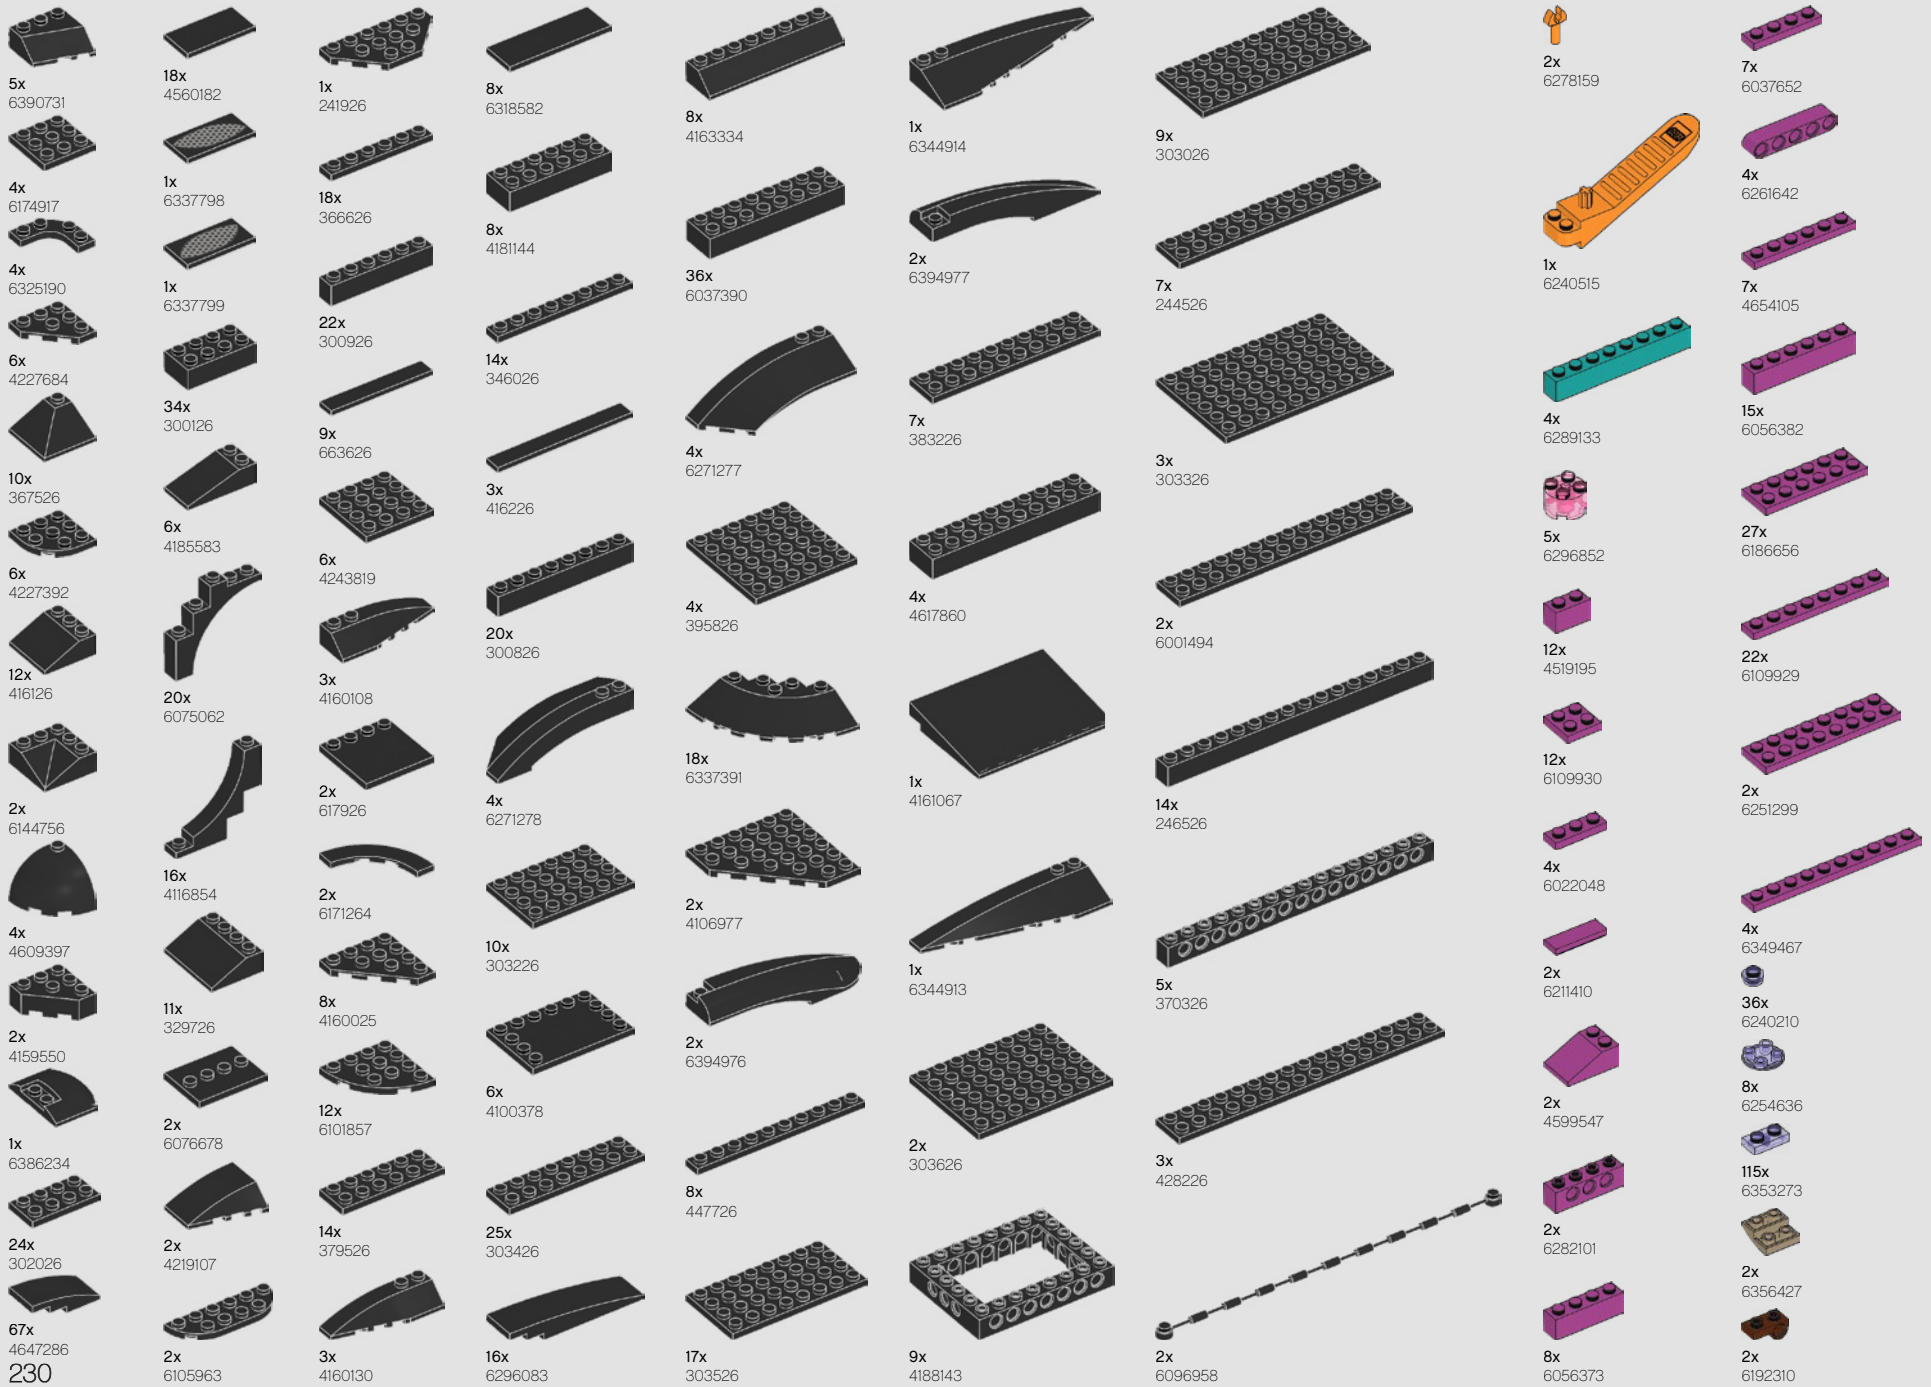 5x
6390731
4x
6174917
4x
6325190
6x
4227684
10x
367526
6x
4227392
12x
416126
2x
6144756
4x
4609397
2x
4159550
1x
6386234
24x
302026
67x
4647286
230
18x
4560182
1x
6337798
1x
6337799
34x
300126
6x
4185583
20x
6075062
16x
4116854
11x
329726
2x
6076678
2x
4219107
2x
6105963
1x
241926
18x
366626
22x
300926
9x
663626
6x
4243819
3x
4160108
2x
617926
2x
6171264
8x
4160025
12x
6101857
14x
379526
3x
4160130
8x
6318582
8x
4181144
14x
346026
3x
416226
20x
300826
4x
6271278
10x
303226
6x
4100378
25x
303426
16x
6296083
8x
4163334
36x
6037390
4x
6271277
4x
395826
18x
6337391
2x
4106977
2x
6394976
8x
447726
17x
303526
1x
6344914
2x
6394977
7x
383226
4x
4617860
1x
4161067
1x
6344913
2x
303626
9x
4188143
9x
303026
7x
244526
3x
303326
2x
6001494
14x
246526
5x
370326
3x
428226
2x
6096958
2x
6278159
1x
6240515
4x
6289133
5x
6296852
12x
4519195
12x
6109930
4x
6022048
2x
6211410
2x
4599547
2x
6282101
8x
6056373
7x
6037652
4x
6261642
7x
4654105
15x
6056382
27x
6186656
22x
6109929
2x
6251299
4x
6349467
36x
6240210
8x
6254636
115x
6353273
2x
6356427
2x
6192310